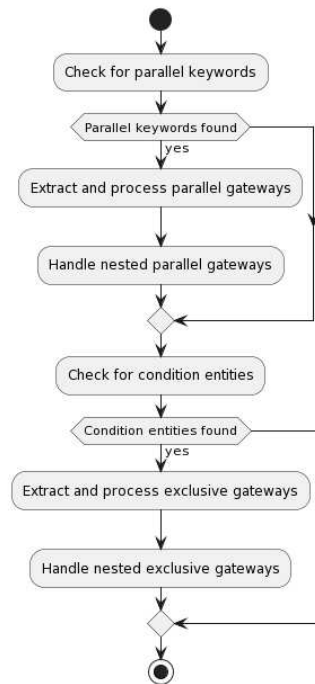 Check for parallel keywords
Parallel keywords found
yes
Extract and process parallel gateways
Handle nested parallel gateways
Check for condition entities
Condition entities found
yes
Extract and process exclusive gateways
Handle nested exclusive gateways